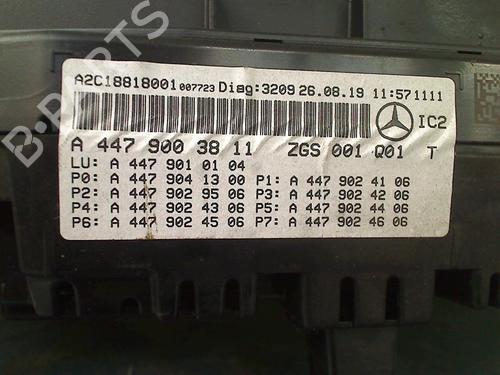 A2C18818001 007723 Diag:3209 26.08.19 11:571111
IC2
A 447 900 38 11 ZGS 001 Q01 T
LU: A 447 901 01 04
P0: A 447 904 13 00 P1: A 447 902 41 06
P2: A 447 902 35 06 P3: A 447 902 42 06
P4: A 447 902 43 06 P5: A 447 902 44 06
P6: A 447 902 45 06 P7: A 447 902 46 06
B-PARTS